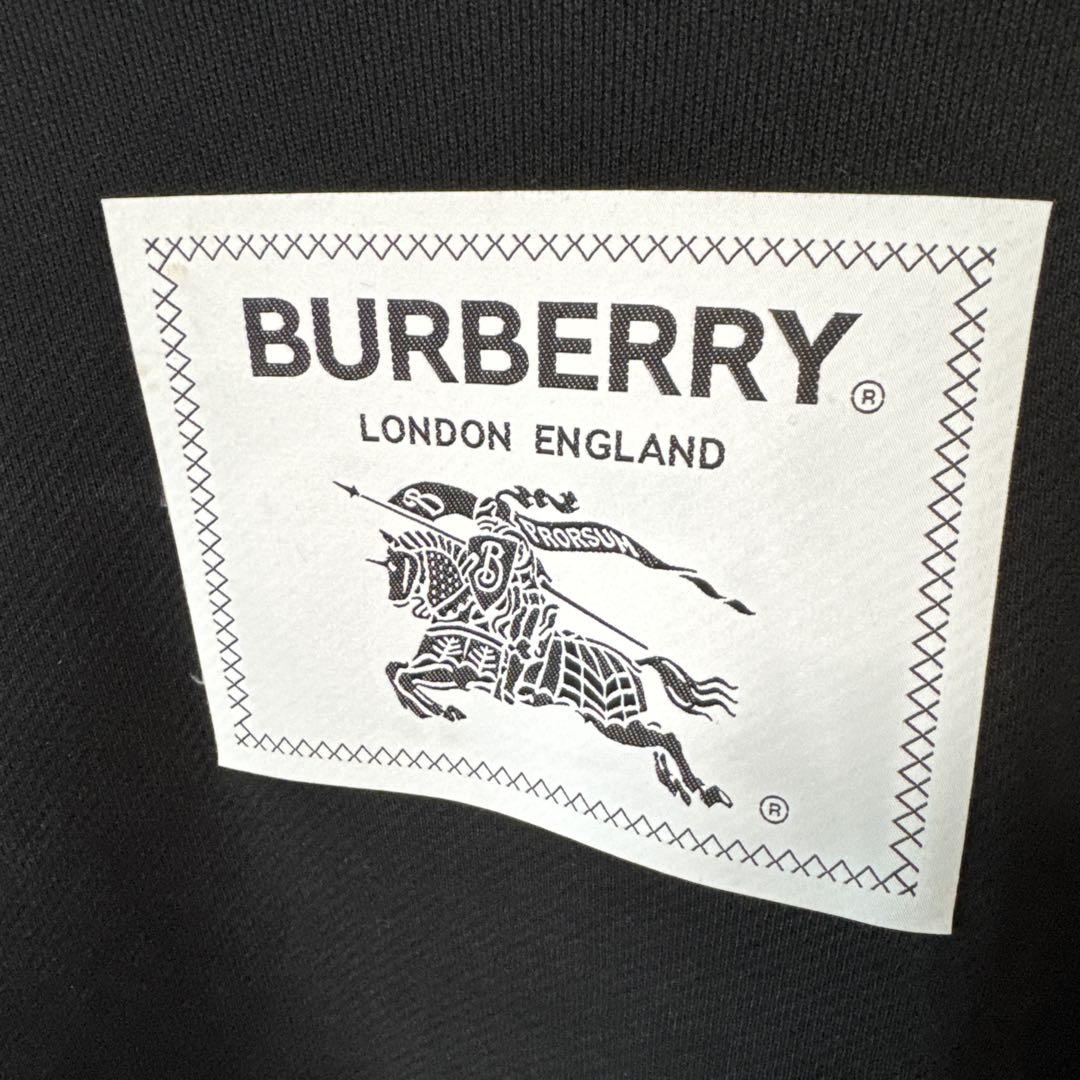 BURBERRY®
LONDON ENGLAND
PRORSUM
B
®